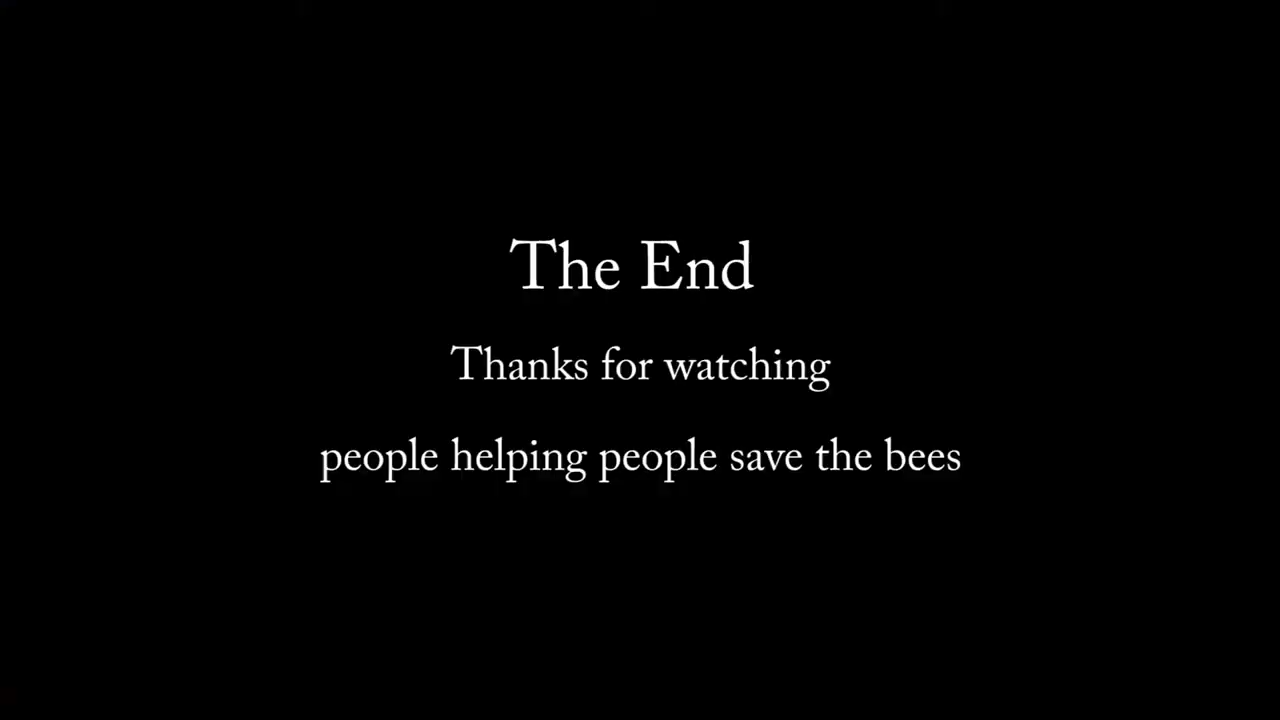 The End
Thanks for watching
people helping people save the bees